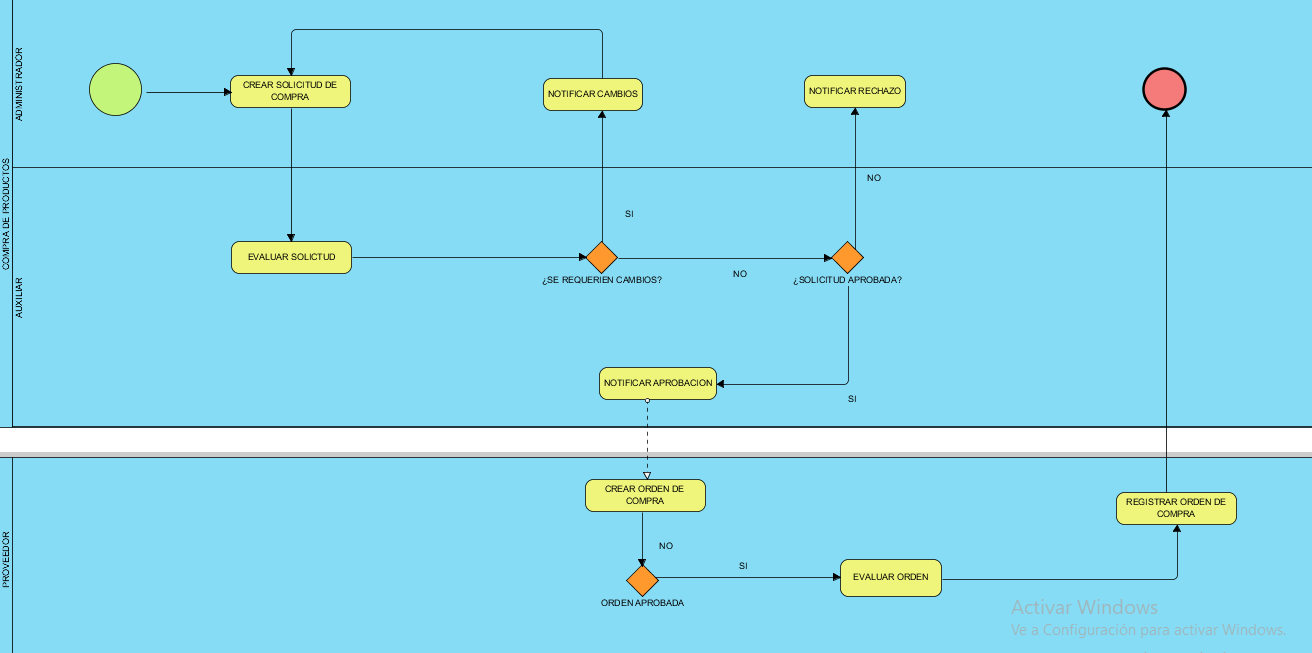 COMPRA DE PRODUCTOS
ADMINISTRADOR
CREAR SOLICITUD DE
COMPRA
NOTIFICAR CAMBIOS
NOTIFICAR RECHAZO
NO
SI
AUXILIAR
EVALUAR SOLICTUD
NO
¿SE REQUERIEN CAMBIOS?
¿SOLICITUD APROBADA?
NOTIFICAR APROBACION
SI
PROVEEDOR
CREAR ORDEN DE
COMPRA
REGISTRAR ORDEN DE
COMPRA
NO
SI
EVALUAR ORDEN
ORDEN APROBADA
Activar Windows
Ve a Configuración para activar Windows.